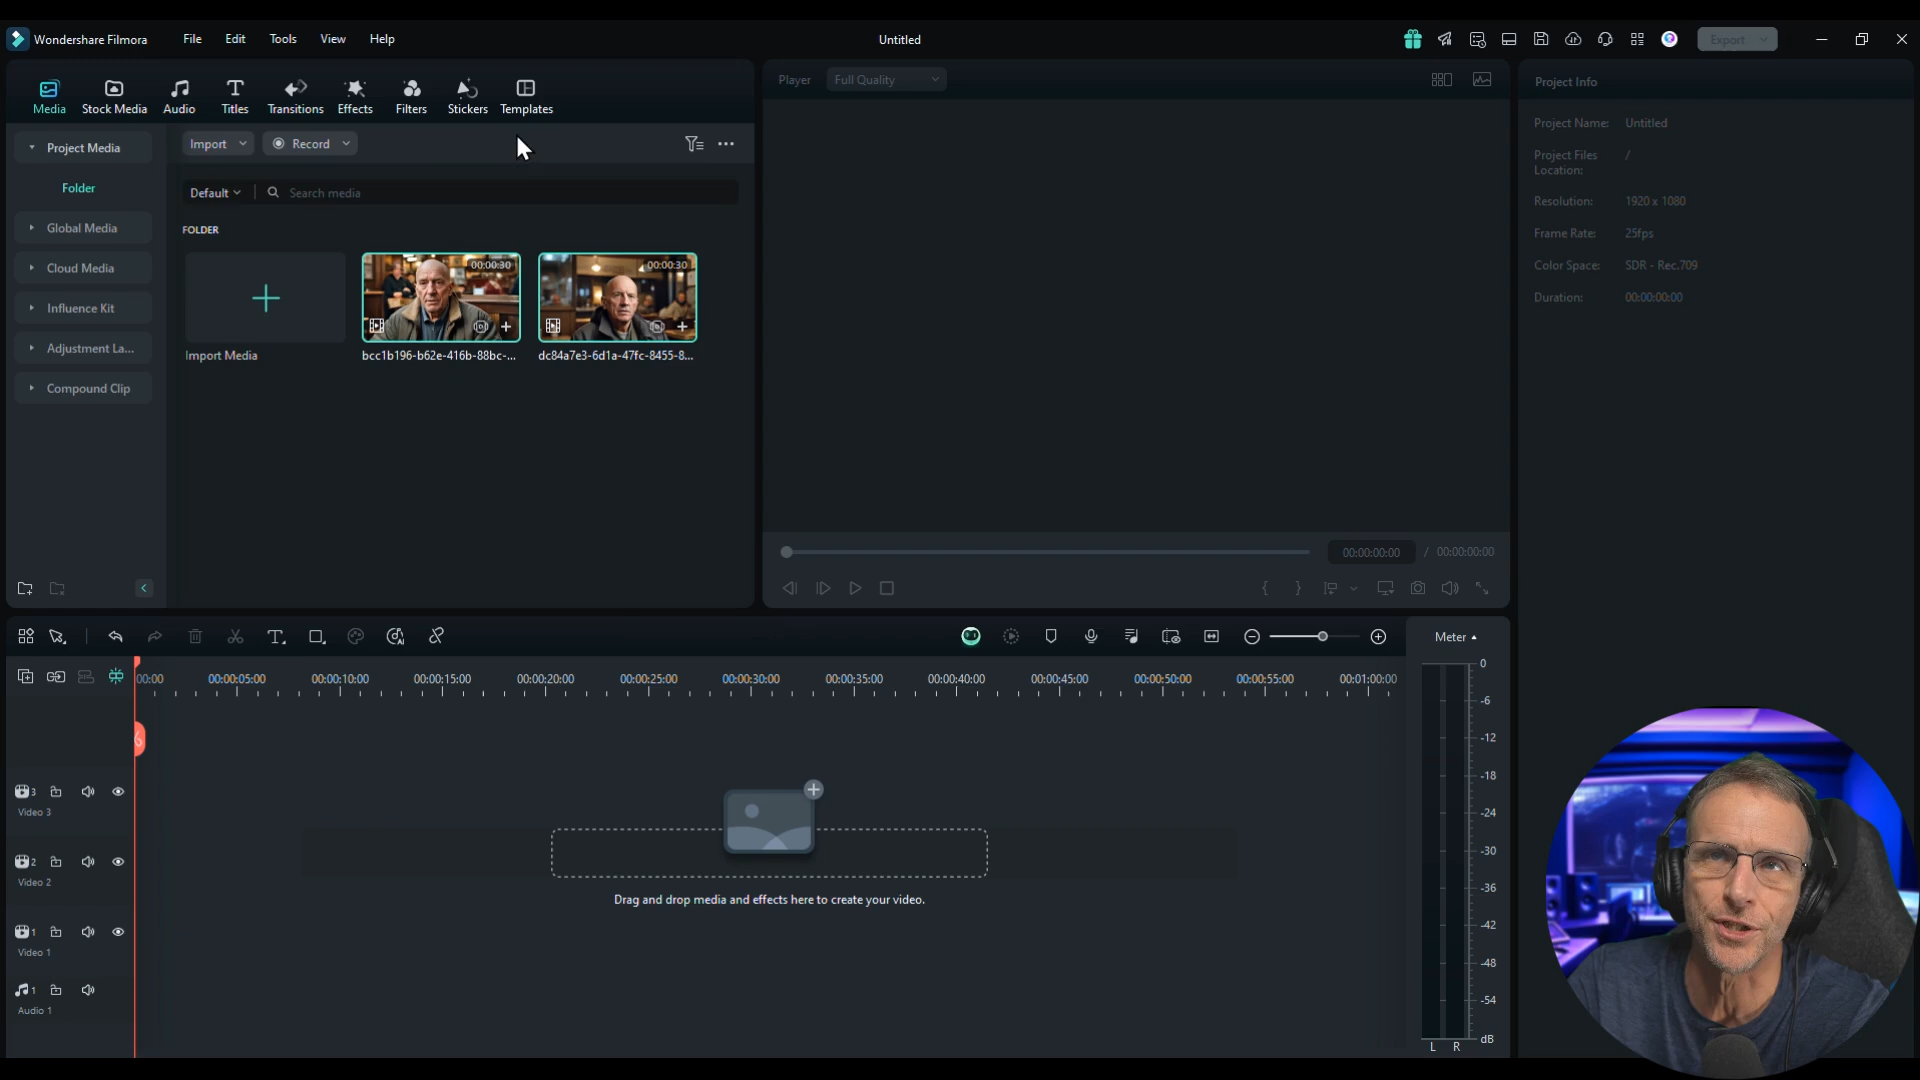 Wondershare Filmora
File
Edit
Tools
View
Help
Untitled
Export
Media
Stock Media
Audio
Titles
Transitions
Effects
Filters
Stickers
Templates
Player
Full Quality
Project Info
Project Media
Folder
Global Media
Cloud Media
Influence Kit
Adjustment La...
Compound Clip
Import
Record
Default
Search media
FOLDER
00:00:30
00:00:30
Import Media
bcc1b196-b62e-416b-88bc-...
dc84a7e3-6d1a-47fc-8455-8...
Project Name: Untitled
Project Files Location: /
Resolution: 1920 x 1080
Frame Rate: 25fps
Color Space: SDR - Rec.709
Duration: 00:00:00:00
00:00:00:00 / 00:00:00:00
Meter
00:00
00:00:05:00
00:00:10:00
00:00:15:00
00:00:20:00
00:00:25:00
00:00:30:00
00:00:35:00
00:00:40:00
00:00:45:00
00:00:50:00
00:00:55:00
00:01:00:00
3
Video 3
2
Video 2
1
Video 1
1
Audio 1
Drag and drop media and effects here to create your video.
0
-6
-12
-18
-24
-30
-36
-42
-48
-54
dB
L R